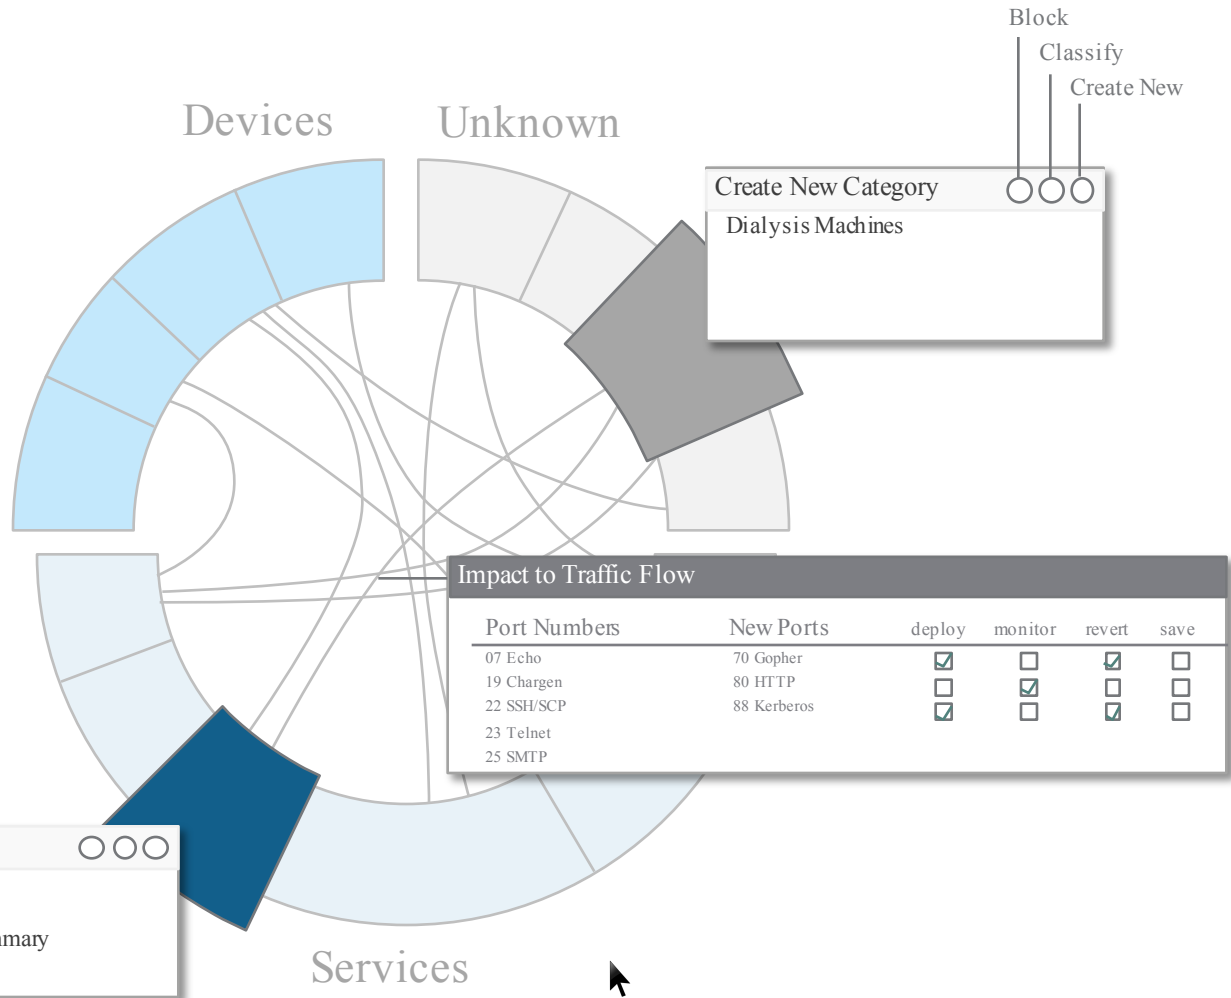 Block
Classify
Create New
Devices
Unknown
Create New Category
Dialysis Machines
Impact to Traffic Flow
Port Numbers New Ports deploy monitor revert save
07 Echo 70 Gopher
19 Chargen 80 HTTP
22 SSH/SCP 88 Kerberos
23 Telnet
25 SMTP
Services